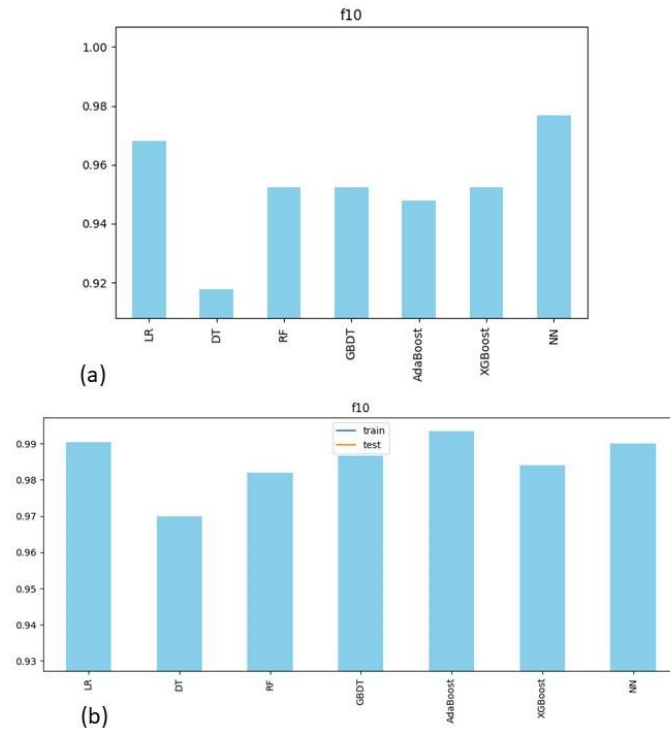 f10
1.00
0.98
0.96
0.94
0.92
LR DT RF GBDT AdaBoost XGBoost NN
(a)
f10
train
test
0.99
0.98
0.97
0.96
0.95
0.94
0.93
LR DT RF GBDT AdaBoost XGBoost NN
(b)